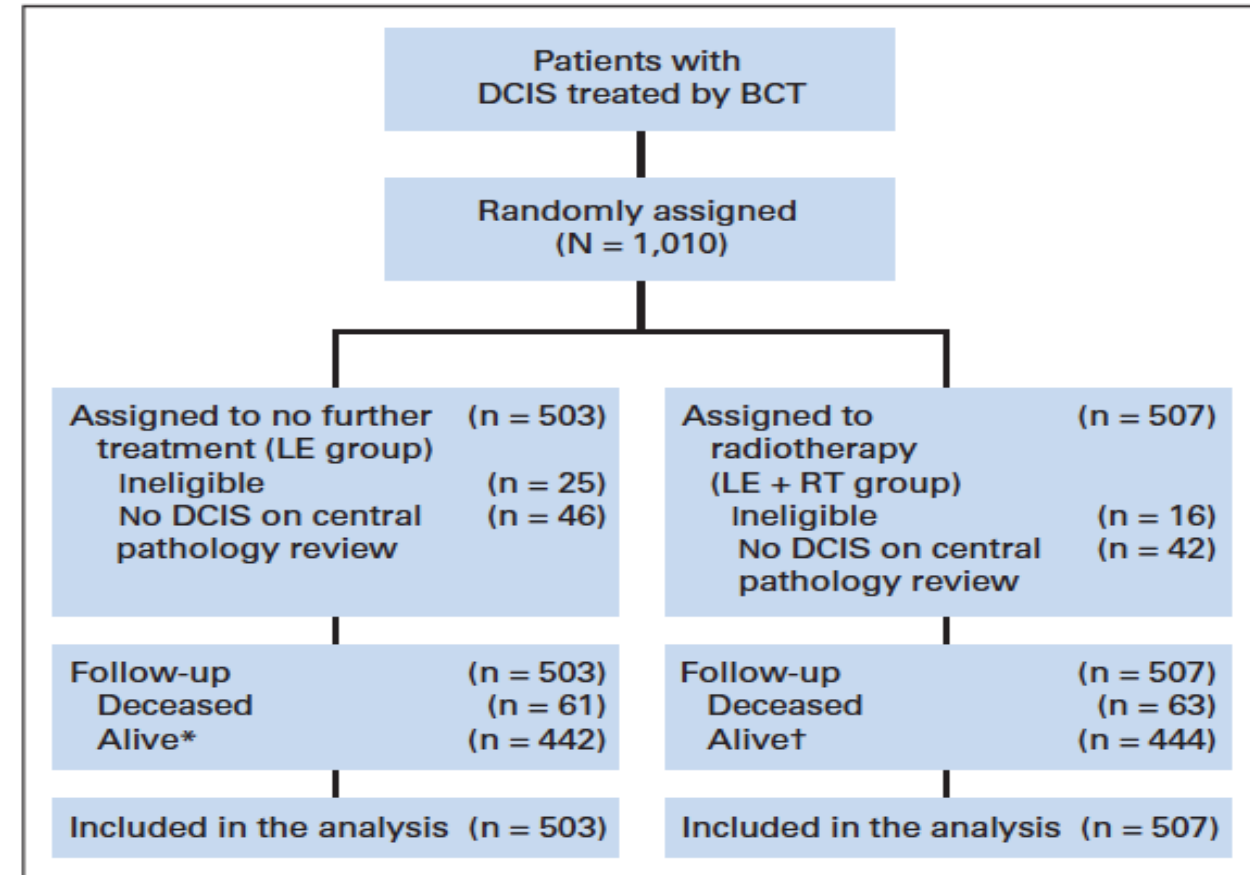 Patients with
DCIS treated by BCT
Randomly assigned
(N = 1,010)
Assigned to no further (n = 503)
treatment (LE group)
Ineligible (n = 25)
No DCIS on central (n = 46)
pathology review
Assigned to (n = 507)
radiotherapy
(LE + RT group)
Ineligible (n = 16)
No DCIS on central (n = 42)
pathology review
Follow-up (n = 503)
Deceased (n = 61)
Alive* (n = 442)
Follow-up (n = 507)
Deceased (n = 63)
Alive† (n = 444)
Included in the analysis (n = 503)
Included in the analysis (n = 507)